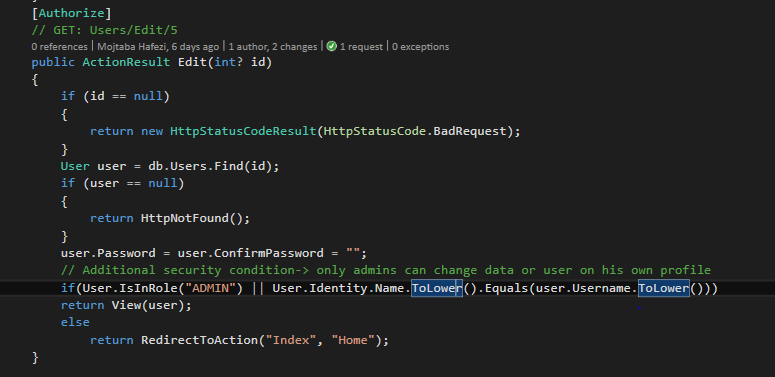 [Authorize]
// GET: Users/Edit/5
0 references | Mojtaba Hafezi, 6 days ago | 1 author, 2 changes | 1 request | 0 exceptions
public ActionResult Edit(int? id)
{
    if (id == null)
    {
        return new HttpStatusCodeResult(HttpStatusCode.BadRequest);
    }
    User user = db.Users.Find(id);
    if (user == null)
    {
        return HttpNotFound();
    }
    user.Password = user.ConfirmPassword = "";
    // Additional security condition-> only admins can change data or user on his own profile
    if(User.IsInRole("ADMIN") || User.Identity.Name.ToLower().Equals(user.Username.ToLower()))
    return View(user);
    else
        return RedirectToAction("Index", "Home");
}